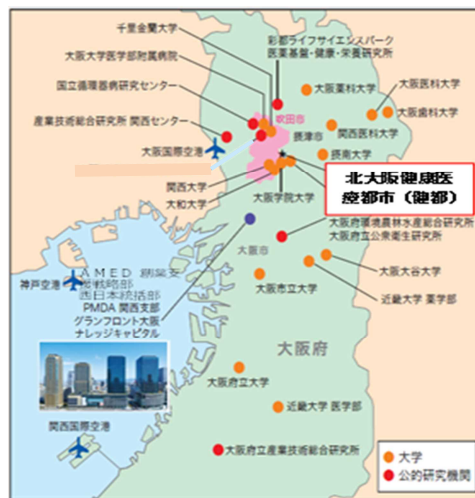 千里金蘭大学
大阪大学医学部附属病院
国立循環器病研究センター
産業技術総合研究所 関西センター
大阪国際空港
彩都ライフサイエンスパーク
医薬基盤・健康・栄養研究所
大阪薬科大学
大阪医科大学
大阪歯科大学
関西医科大学
吹田市
摂津市
摂南大学
関西大学
大和大学
大阪学院大学
北大阪健康医
療都市（健都）
大阪府環境農林水産総合研究所
大阪府立公衆衛生研究所
大阪市
大阪大谷大学
近畿大学 薬学部
大阪市立大学
神戸空港
AMED 創薬支
援戦略部
西日本統括部
PMDA 関西支部
グランフロント大阪
ナレッジキャピタル
大阪府
大阪府立大学
近畿大学 医学部
関西国際空港
大阪府立産業技術総合研究所
大学
公的研究機関